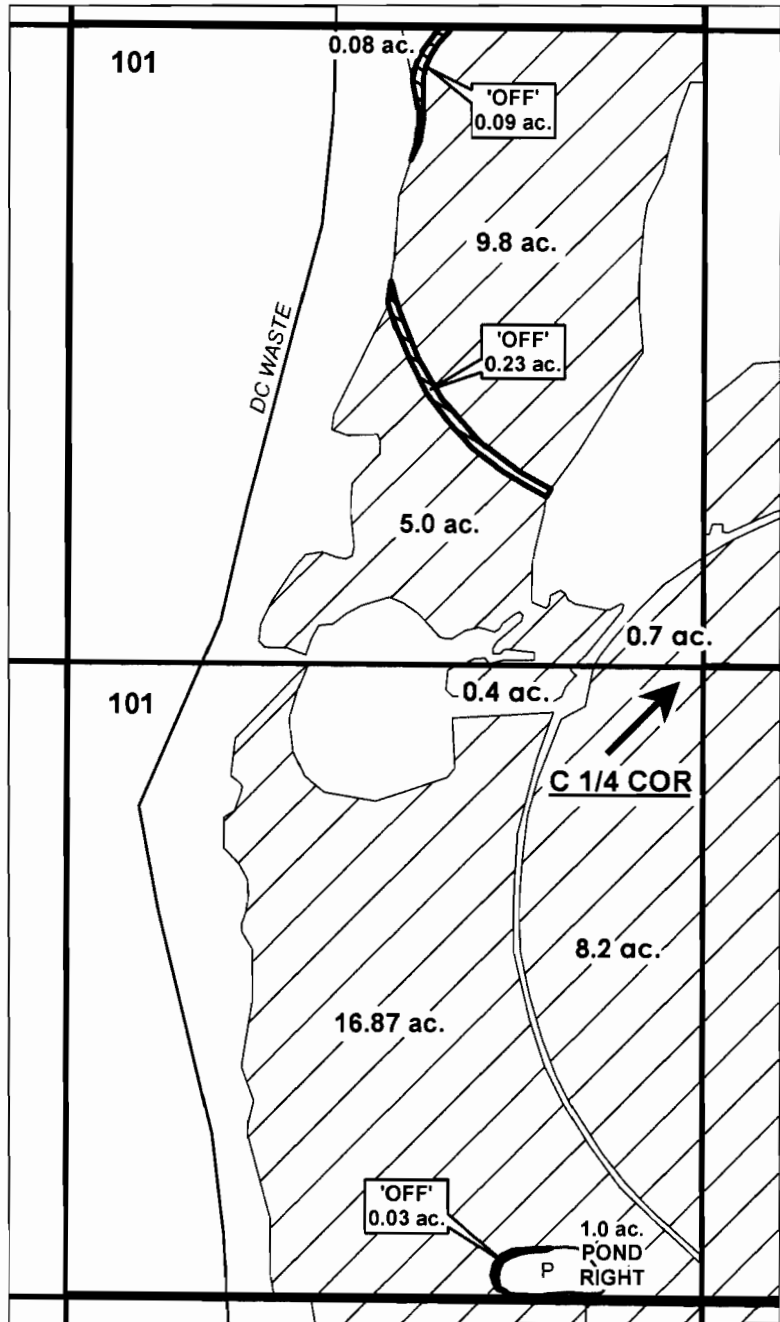 0.08 ac.
101
'OFF'
0.09 ac.
9.8 ac.
DC WASTE
'OFF'
0.23 ac.
5.0 ac.
0.7 ac.
101
0.4 ac.
C 1/4 COR
8.2 ac.
16.87 ac.
'OFF'
0.03 ac.
1.0 ac.
POND
P
RIGHT